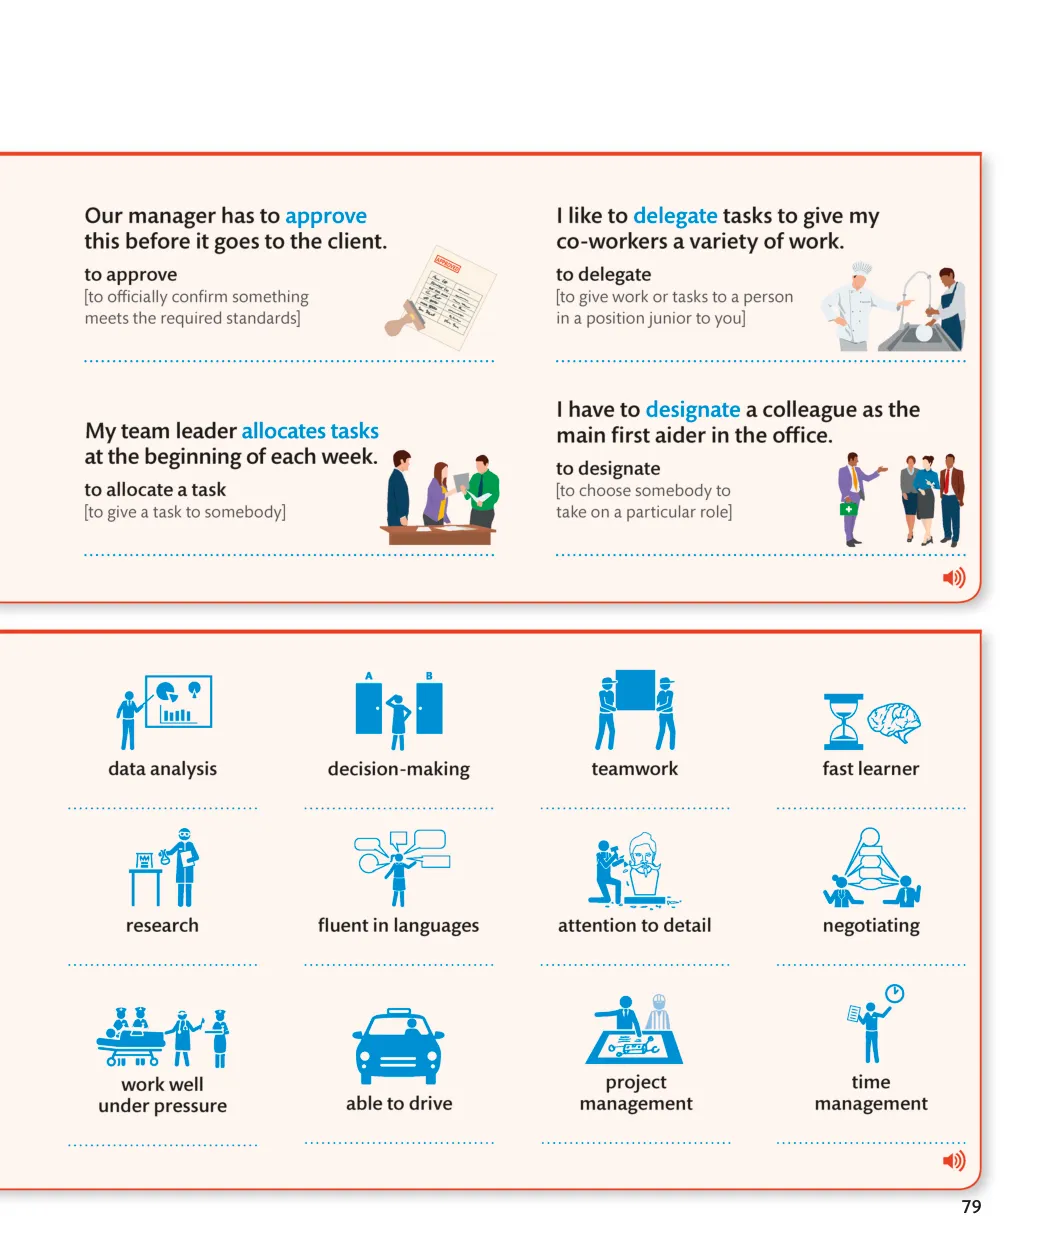 Our manager has to approve
this before it goes to the client.
to approve
[to officially confirm something
meets the required standards]
APPROVED
I like to delegate tasks to give my
co-workers a variety of work.
to delegate
[to give work or tasks to a person
in a position junior to you]
My team leader allocates tasks
at the beginning of each week.
to allocate a task
[to give a task to somebody]
I have to designate a colleague as the
main first aider in the office.
to designate
[to choose somebody to
take on a particular role]
data analysis
A B
decision-making
teamwork
fast learner
research
fluent in languages
attention to detail
negotiating
work well
under pressure
able to drive
project
management
time
management
79